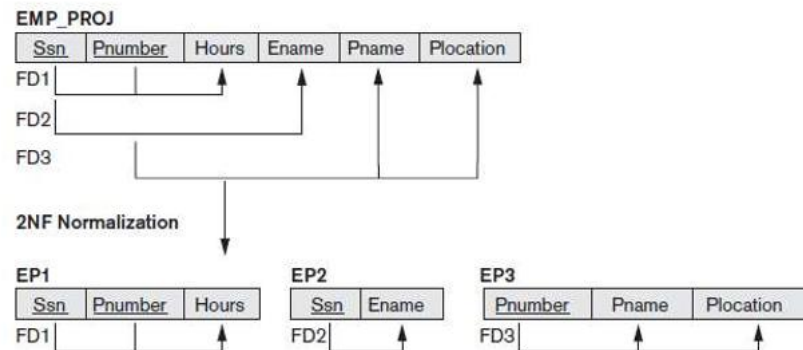 EMP_PROJ
Ssn Pnumber Hours Ename Pname Plocation
FD1
FD2
FD3
2NF Normalization
EP1 EP2 EP3
Ssn Pnumber Hours Ssn Ename Pnumber Pname Plocation
FD1 FD2 FD3